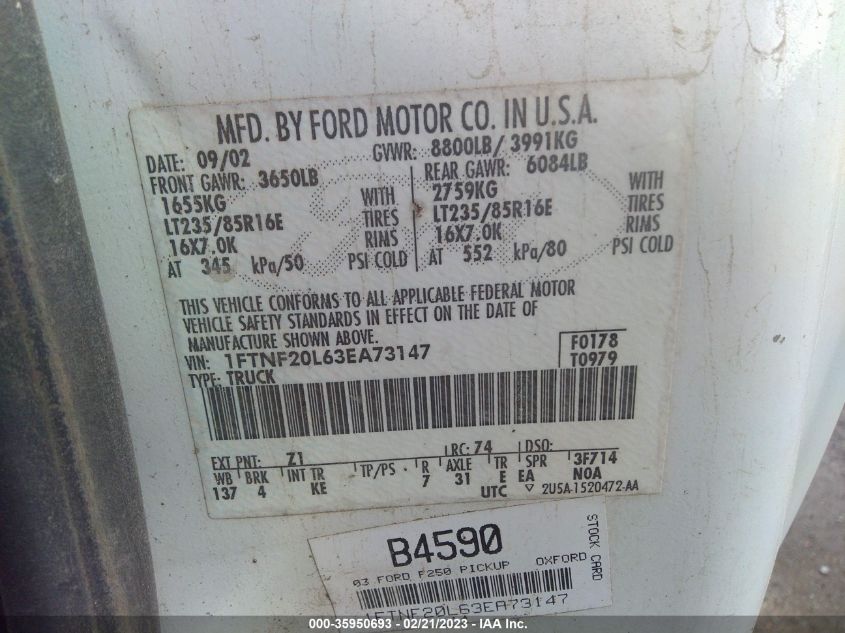 MFD. BY FORD MOTOR CO. IN U.S.A.
DATE: 09/02 GVWR: 8800LB/ 3991KG
FRONT GAWR: 3650LB REAR GAWR: 6084LB
1655KG WITH 2759KG WITH
LT235/85R16E TIRES LT235/85R16E TIRES
16X7.0K RIMS 16X7.0K RIMS
AT 345 kPa/50 PSI COLD AT 552 kPa/80 PSI COLD
THIS VEHICLE CONFORMS TO ALL APPLICABLE FEDERAL MOTOR
VEHICLE SAFETY STANDARDS IN EFFECT ON THE DATE OF
MANUFACTURE SHOWN ABOVE.
VIN: 1FTNF20L63EA73147 F0178
TYPE: TRUCK T0979
EXT PNT: Z1 RC: 74 DSO:
WB BRK INT TR TP/PS R AXLE TR SPR 3F714
137 4 KE 7 31 E EA N0A
UTC 2U5A-1520472-AA
B4590
03 FORD F250 PICKUP OXFORD
STOCK CARD
1FTNF20L63EA73147
000-35950693 - 02/21/2023 - IAA Inc.